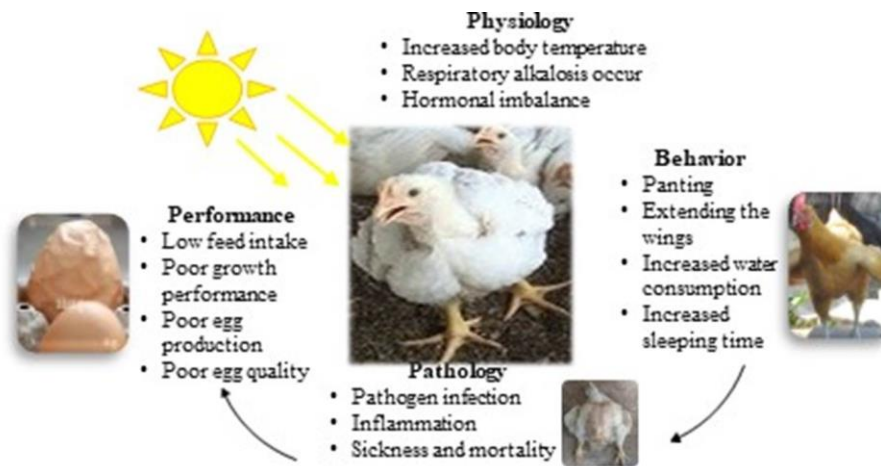 Physiology
• Increased body temperature
• Respiratory alkalosis occur
• Hormonal imbalance
Behavior
• Panting
• Extending the
wings
• Increased water
consumption
• Increased
sleeping time
Performance
• Low feed intake
• Poor growth
performance
• Poor egg
production
• Poor egg quality
Pathology
• Pathogen infection
• Inflammation
• Sickness and mortality